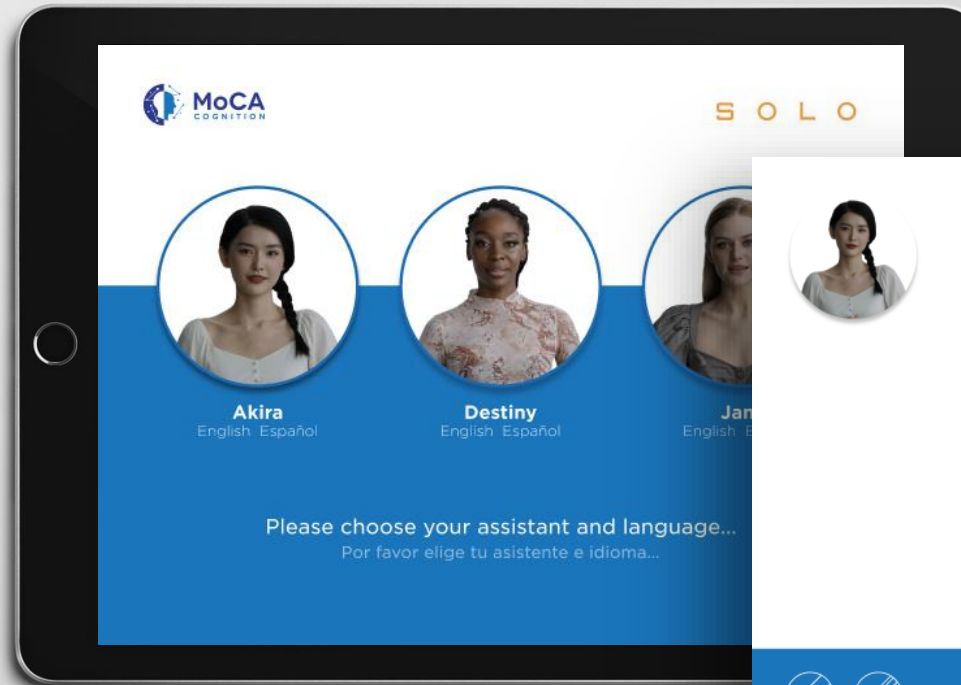 MoCA
COGNITION
SOLO
Akira
English Español
Destiny
English Español
English
Please choose your assistant and language...
Por favor elige tu asistente e idioma...